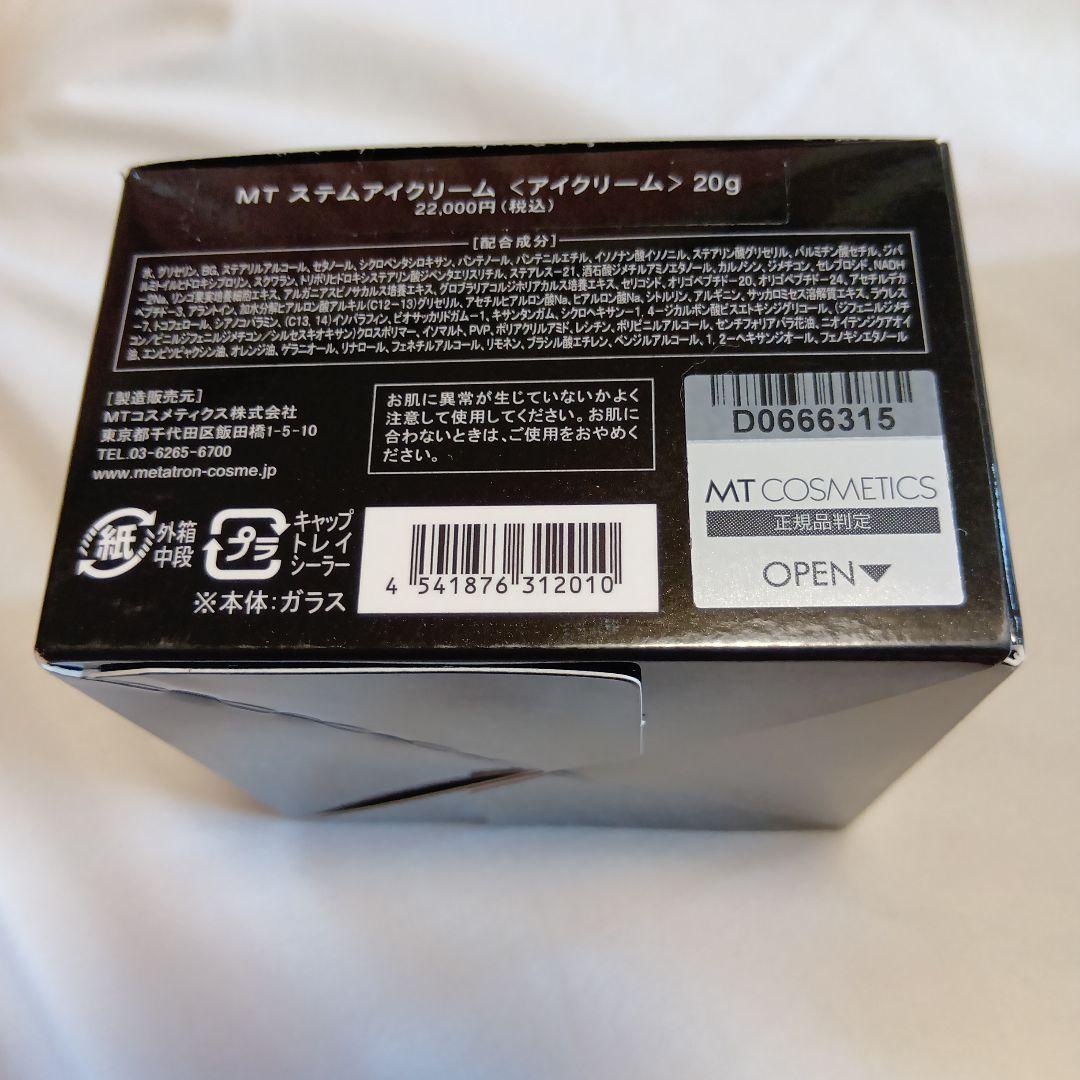 MT ステムアイクリーム 〈アイクリーム〉 20g
22,000円(税込)
[配合成分]
水、グリセリン、BG、ステアリルアルコール、セタノール、シクロペンタシロキサン、パンテノール、パンテニルエチル、イソノナン酸イソノニル、ステアリン酸グリセリル、パルミチン酸セチル、ジパ
ルミトイルヒドロキシプロリン、スクワラン、トリポリヒドロキシステアリン酸ジペンタエリスリチル、ステアレス-21、酒石酸ジメチルアミノエタノール、カルノシン、ジメチコン、セレブロシド、NADH
-2Na、リンゴ果実培養細胞エキス、アルガニアスピノサカルス培養エキス、グロブラリアコルジホリアカルス培養エキス、セリコシド、オリゴペプチド-20、オリゴペプチド-24、アセチルデカ
ペプチド-3、アラントイン、加水分解ヒアルロン酸アルキル(C12-13)グリセリル、アセチルヒアルロン酸Na、ヒアルロン酸Na、シトルリン、アルギニン、サッカロミセス溶解質エキス、デカペ
-7、トコフェロール、シアノコバラミン、(C13, 14)イソパラフィン、ビオサッカリドガム-1、キサンタンガム、シクロヘキサン-1, 4-ジカルボン酸ビスエトキシジグリコール、(ジフェニルジメチ
コン/ビニルジフェニルジメチコン/シルセスキオキサン)クロスポリマー、イソマルト、PVP、ポリアクリルアミド、レシチン、ポリビニルアルコール、センチフォリアバラ花油、ニオイテンジクアオイ
油、エンピツビャクシン油、オレンジ油、ゲラニオール、リナロール、フェネチルアルコール、リモネン、ブラシル酸エチレン、ベンジルアルコール、1, 2-ヘキサンジオール、フェノキシエタノール
[製造販売元]
MTコスメティクス株式会社
東京都千代田区飯田橋1-5-10
TEL.03-6265-6700
www.metatron-cosme.jp
お肌に異常が生じていないかよく
注意して使用してください。お肌に
合わないときは、ご使用をおやめく
ださい。
D0666315
MT COSMETICS
正規品判定
OPEN▼
紙
外箱
中段
プラ
キャップ
トレイ
シーラー
※本体:ガラス
4 541876 312010